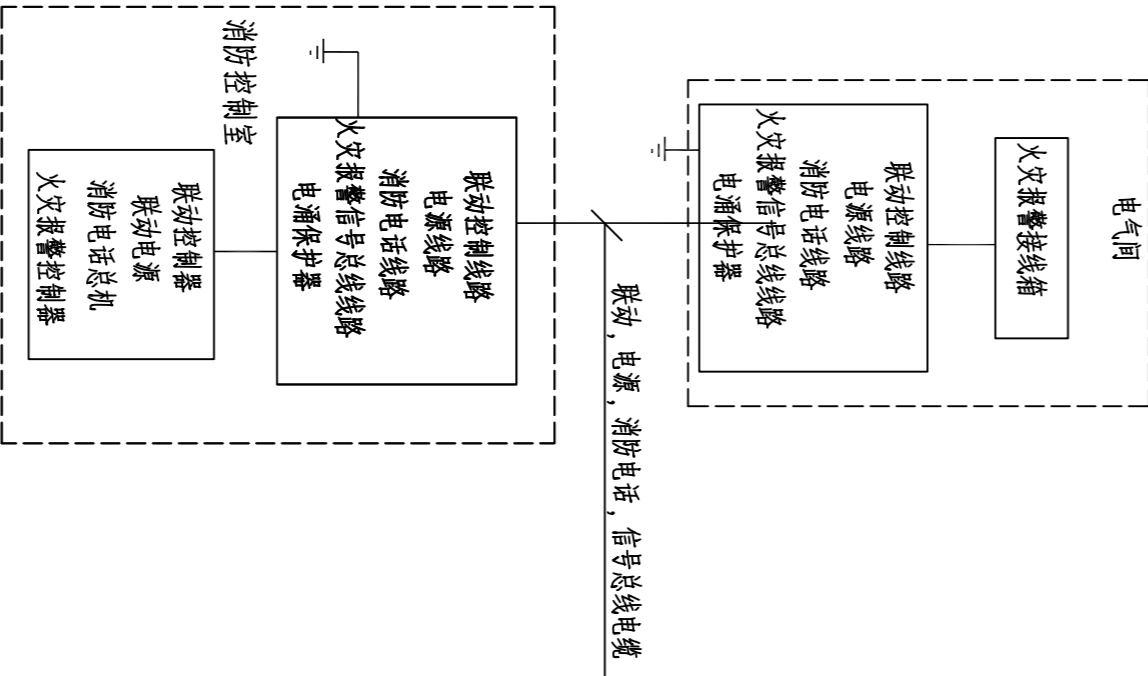 电气间
火灾报警接线箱
联动控制线路
电源线路
消防电话线路
火灾报警信号总线线路
电涌保护器
联动, 电源, 消防电话, 信号总线电缆
联动控制线路
电源线路
消防电话线路
火灾报警信号总线线路
电涌保护器
消防控制室
联动控制器
联动电源
消防电话总机
火灾报警控制器